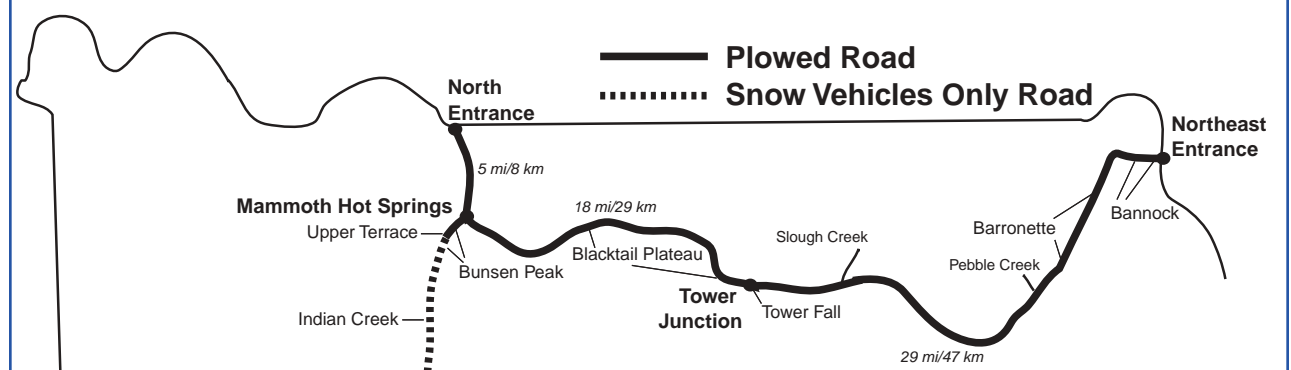 Plowed Road
Snow Vehicles Only Road
North
Entrance
Northeast
Entrance
5 mi/8 km
Mammoth Hot Springs
18 mi/29 km
Upper Terrace
Bunsen Peak
Blacktail Plateau
Slough Creek
Barronette
Bannock
Pebble Creek
Tower
Junction
Tower Fall
Indian Creek
29 mi/47 km